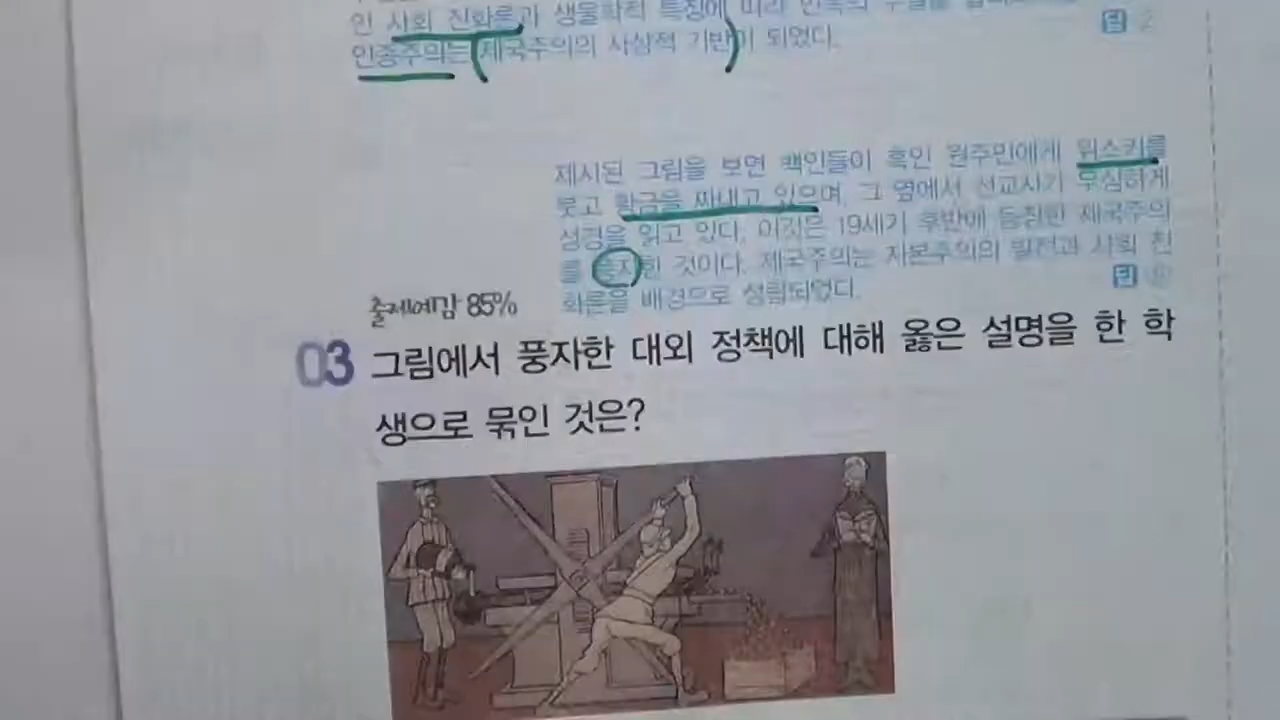 인 사회 진화론과 생물학적 특징에 따라
인종주의는 제국주의의 사상적 기반이 되었다.
답 2
제시된 그림을 보면 백인들이 흑인 원주민에게 위스키를
붓고 황금을 짜내고 있으며, 그 옆에서 선교사가 무심하게
성경을 읽고 있다. 이것은 19세기 후반에 등장한 제국주의
를 풍자한 것이다. 제국주의는 자본주의의 발전과 사회 진
화론을 배경으로 성립되었다.
답
출제예감 85%
03 그림에서 풍자한 대외 정책에 대해 옳은 설명을 한 학
생으로 묶인 것은?